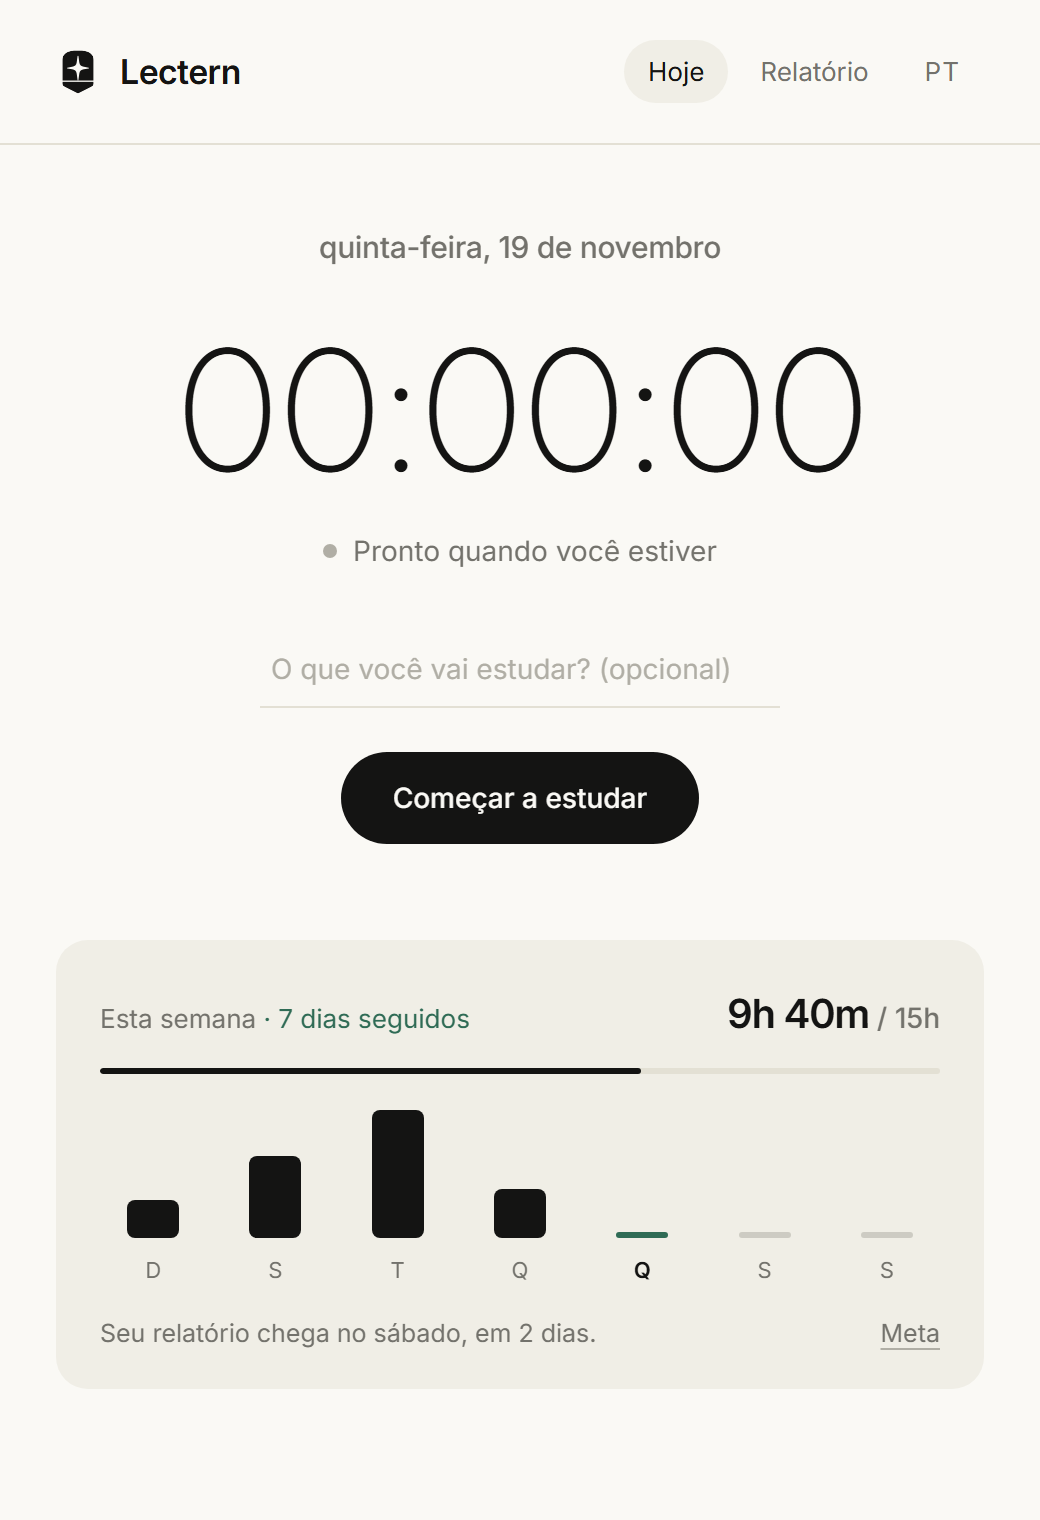 Lectern
Hoje Relatório PT
quinta-feira, 19 de novembro
00:00:00
Pronto quando você estiver
O que você vai estudar? (opcional)
Começar a estudar
Esta semana · 7 dias seguidos 9h 40m / 15h
D S T Q Q S S
Seu relatório chega no sábado, em 2 dias. Meta